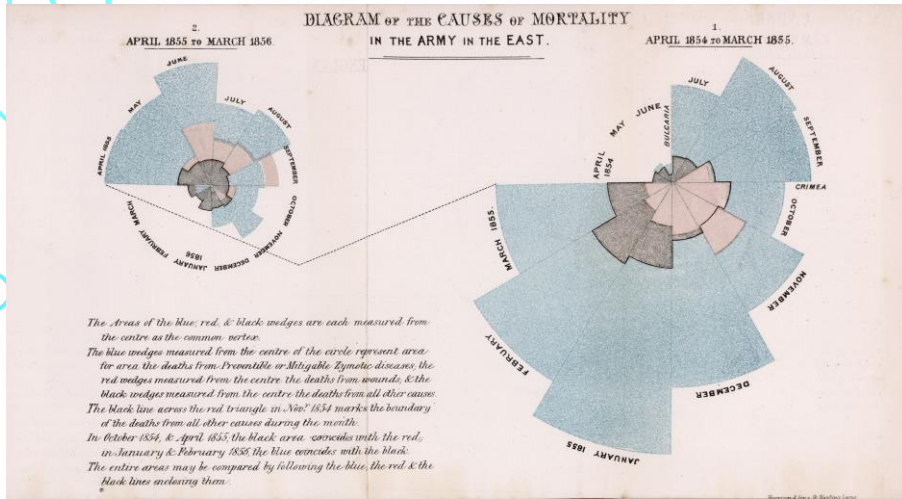 DIAGRAM OF THE CAUSES OF MORTALITY
IN THE ARMY IN THE EAST.
2.
APRIL 1855 TO MARCH 1856.
JUNE
MAY
JULY
AUGUST
APRIL 1855
SEPTEMBER
OCTOBER
NOVEMBER
DECEMBER
JANUARY
1856
FEBRUARY
MARCH
1.
APRIL 1854 TO MARCH 1855.
JULY
AUGUST
SEPTEMBER
JUNE
MAY
APRIL
1854
BULGARIA
CRIMEA
OCTOBER
NOVEMBER
DECEMBER
JANUARY 1855
FEBRUARY
MARCH 1855.
The Areas of the blue, red, & black wedges are each measured from
the centre as the common vertex.
The blue wedges measured from the centre of the circle represent area
for area the deaths from Preventible or Mitigable Zymotic diseases, the
red wedges measured from the centre the deaths from wounds, & the
black wedges measured from the centre the deaths from all other causes.
The black line across the red triangle in Nov.r 1854 marks the boundary
of the deaths from all other causes during the month.
In October 1854, & April 1855, the black area coincides with the red,
in January & February 1856, the blue coincides with the black.
The entire areas may be compared by following the blue, the red & the
black lines enclosing them.